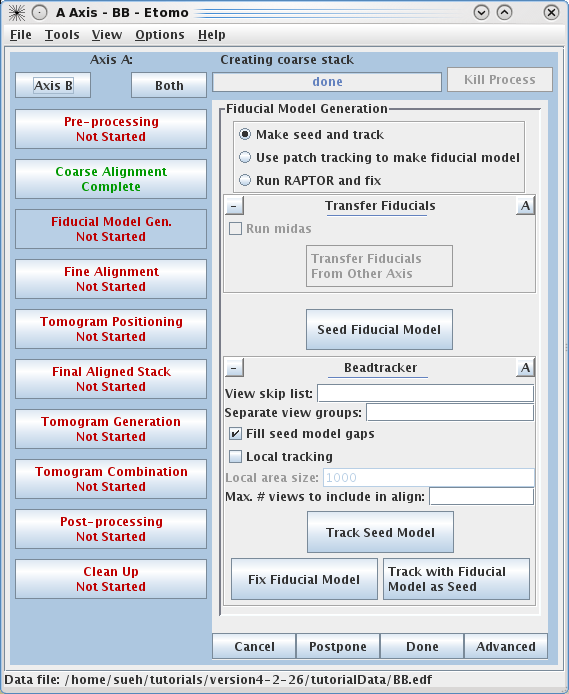 A Axis - BB - Etomo
File Tools View Options Help
Axis A:
Creating coarse stack
Axis B
Both
done
Kill Process
Pre-processing
Not Started
Coarse Alignment
Complete
Fiducial Model Gen.
Not Started
Fine Alignment
Not Started
Tomogram Positioning
Not Started
Final Aligned Stack
Not Started
Tomogram Generation
Not Started
Tomogram Combination
Not Started
Post-processing
Not Started
Clean Up
Not Started
Fiducial Model Generation
Make seed and track
Use patch tracking to make fiducial model
Run RAPTOR and fix
- Transfer Fiducials A
Run midas
Transfer Fiducials
From Other Axis
Seed Fiducial Model
- Beadtracker A
View skip list:
Separate view groups:
Fill seed model gaps
Local tracking
Local area size: 1000
Max. # views to include in align:
Track Seed Model
Fix Fiducial Model
Track with Fiducial
Model as Seed
Cancel
Postpone
Done
Advanced
Data file: /home/sueh/tutorials/version4-2-26/tutorialData/BB.edf